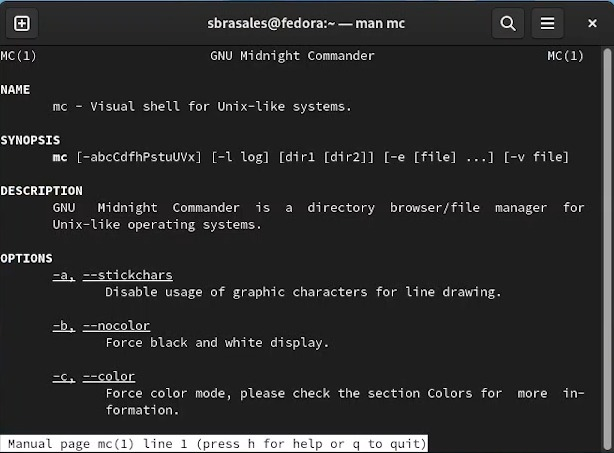 sbrasales@fedora:~ — man mc
MC(1) GNU Midnight Commander MC(1)
NAME
mc - Visual shell for Unix-like systems.
SYNOPSIS
mc [-abcCdfhPstuUVx] [-l log] [dir1 [dir2]] [-e [file] ...] [-v file]
DESCRIPTION
GNU Midnight Commander is a directory browser/file manager for
Unix-like operating systems.
OPTIONS
-a, --stickchars
Disable usage of graphic characters for line drawing.
-b, --nocolor
Force black and white display.
-c, --color
Force color mode, please check the section Colors for more in-
formation.
Manual page mc(1) line 1 (press h for help or q to quit)